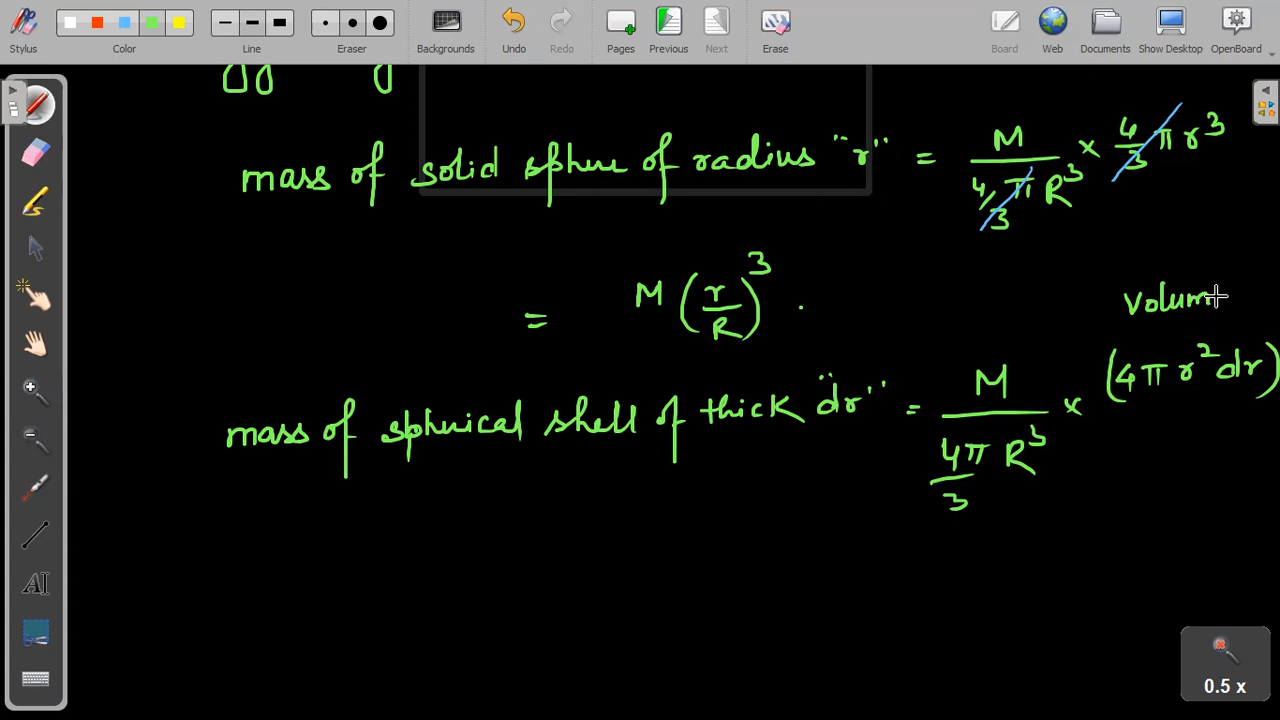 Stylus Color Line Eraser Backgrounds Undo Redo Pages Previous Next Erase Board Web Documents Show Desktop OpenBoard
mass of solid sphere of radius "r" = M / (4/3 π R³) × 4/3 π r³
= M (r/R)³ .
Volum
mass of spherical shell of thick "dr" = M / (4π/3 R³) × (4π r² dr)
AI
0.5 x